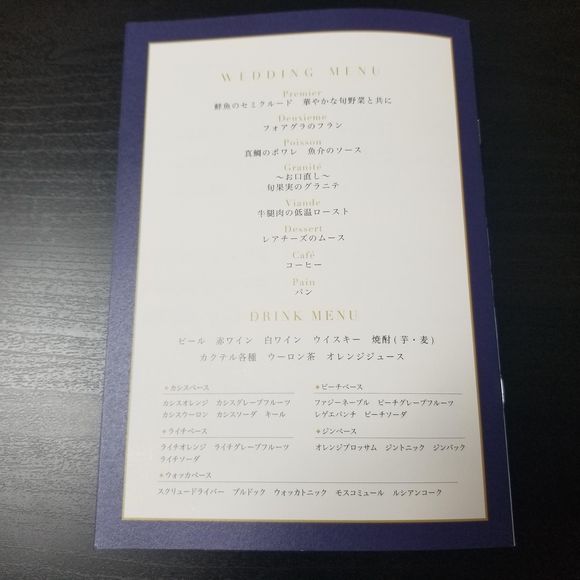 WEDDING MENU
Premier
鮮魚のセミクルード　華やかな旬野菜と共に
Deuxieme
フォアグラのフラン
Poisson
真鯛のポワレ　魚介のソース
Granité
～お口直し～
旬果実のグラニテ
Viande
牛腿肉の低温ロースト
Dessert
レアチーズのムース
Café
コーヒー
Pain
パン
DRINK MENU
ビール　赤ワイン　白ワイン　ウイスキー　焼酎(芋・麦)
カクテル各種　ウーロン茶　オレンジジュース
✦カシスベース
カシスオレンジ　カシスグレープフルーツ
カシスウーロン　カシスソーダ　キール
✦ピーチベース
ファジーネーブル　ピーチグレープフルーツ
レゲエパンチ　ピーチソーダ
✦ライチベース
ライチオレンジ　ライチグレープフルーツ
ライチソーダ
✦ジンベース
オレンジブロッサム　ジントニック　ジンバック
✦ウォッカベース
スクリュードライバー　ブルドック　ウォッカトニック　モスコミュール　ルシアンコーク